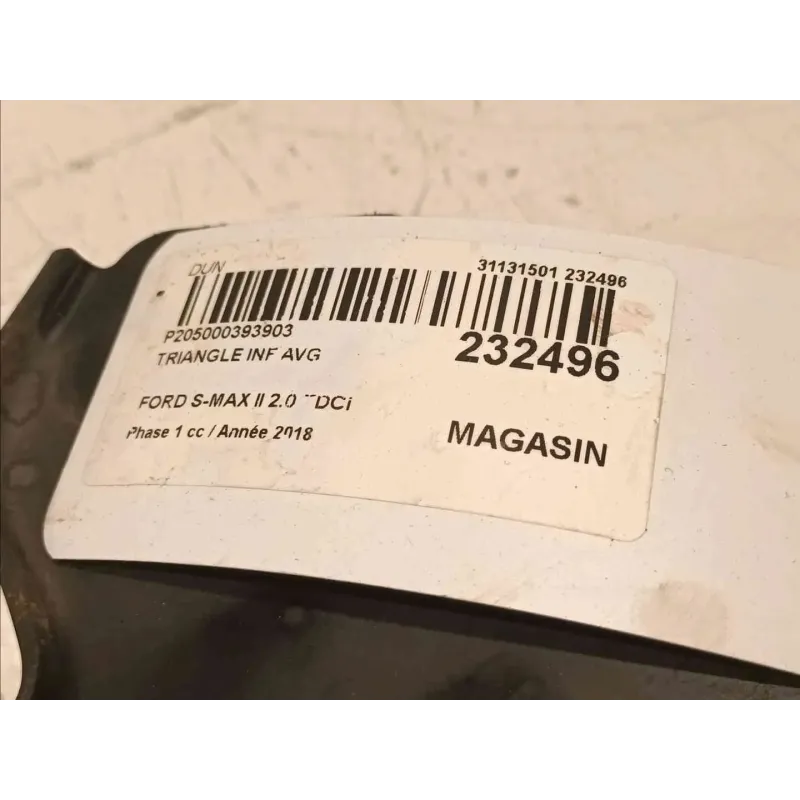 DUN
31131501 232496
P205000393903
232496
TRIANGLE INF AVG
FORD S-MAX II 2.0 TDCi
Phase 1 cc / Année 2018
MAGASIN